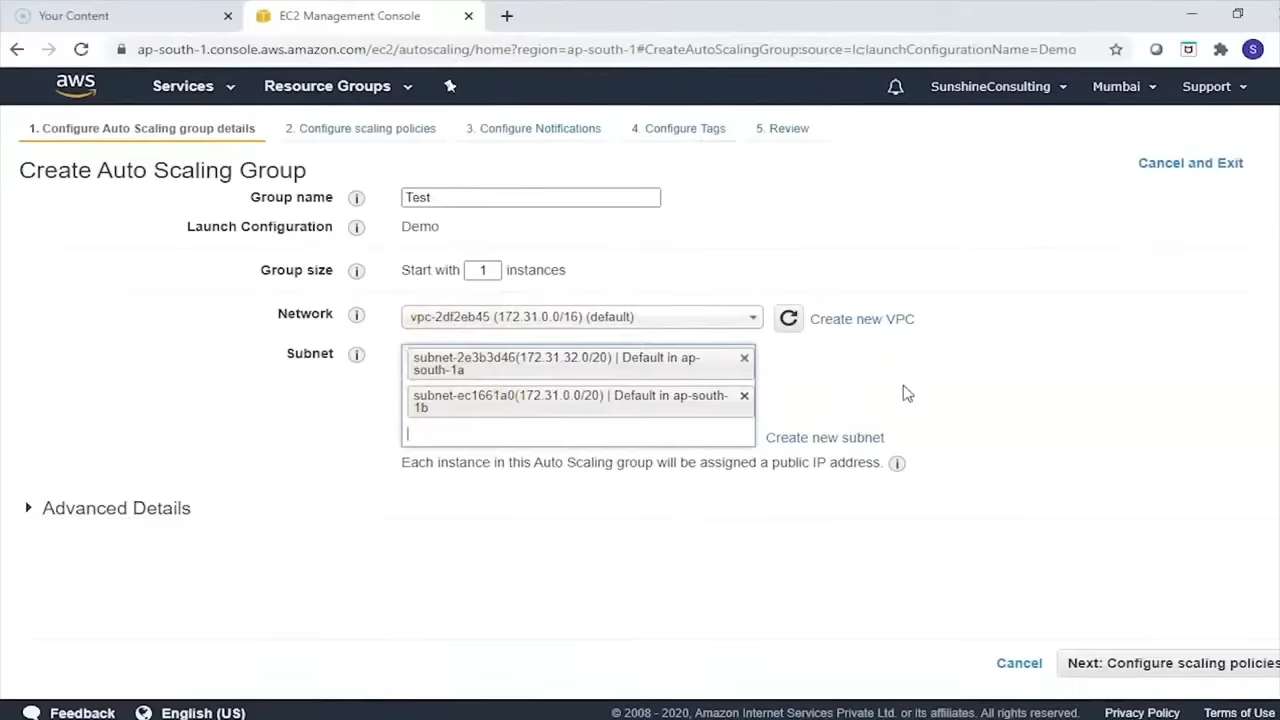 Your Content
EC2 Management Console
ap-south-1.console.aws.amazon.com/ec2/autoscaling/home?region=ap-south-1#CreateAutoScalingGroup:source=lc;launchConfigurationName=Demo
S
aws
Services
Resource Groups
SunshineConsulting
Mumbai
Support
1. Configure Auto Scaling group details
2. Configure scaling policies
3. Configure Notifications
4. Configure Tags
5. Review
Create Auto Scaling Group
Cancel and Exit
Group name
Test
Launch Configuration
Demo
Group size
Start with 1 instances
Network
vpc-2df2eb45 (172.31.0.0/16) (default)
Create new VPC
Subnet
subnet-2e3b3d46(172.31.32.0/20) | Default in ap-
south-1a
subnet-ec1661a0(172.31.0.0/20) | Default in ap-south-
1b
Create new subnet
Each instance in this Auto Scaling group will be assigned a public IP address.
Advanced Details
Cancel
Next: Configure scaling policies
Feedback
English (US)
© 2008 - 2020, Amazon Internet Services Private Ltd. or its affiliates. All rights reserved.
Privacy Policy
Terms of Use